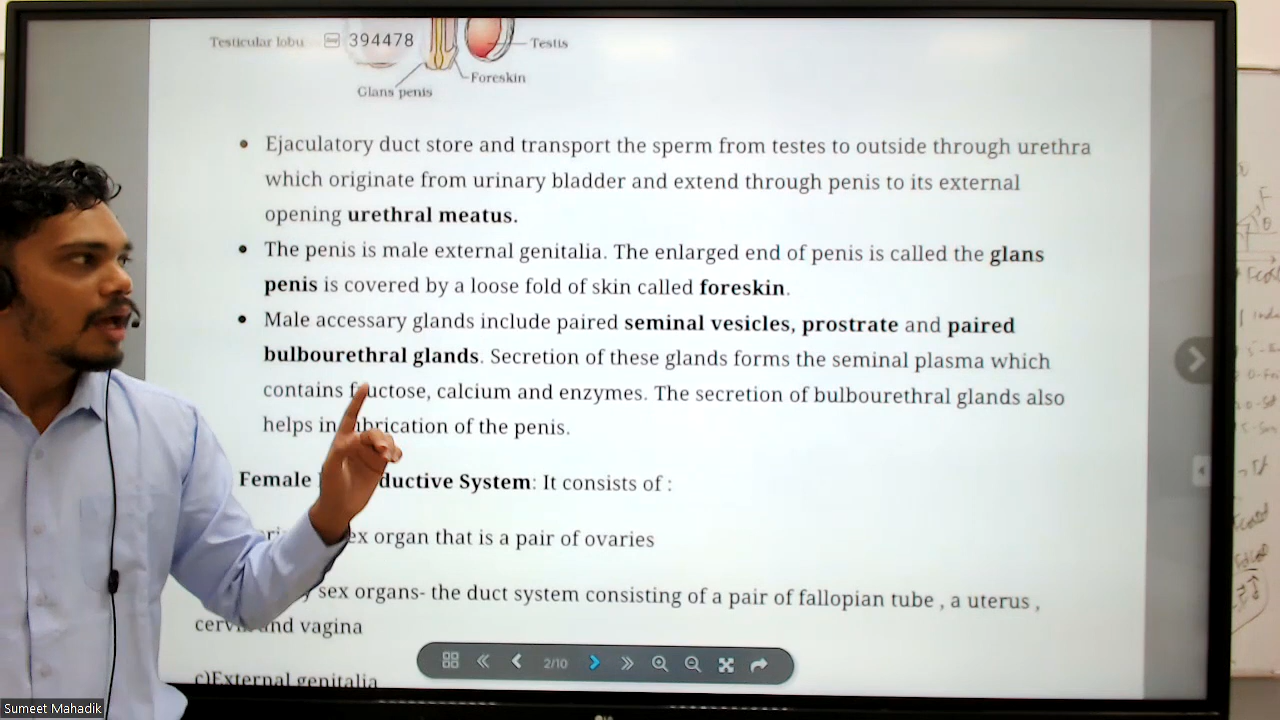 Testicular lobu
394478
Testis
Foreskin
Glans penis
• Ejaculatory duct store and transport the sperm from testes to outside through urethra
which originate from urinary bladder and extend through penis to its external
opening urethral meatus.
• The penis is male external genitalia. The enlarged end of penis is called the glans
penis is covered by a loose fold of skin called foreskin.
• Male accessary glands include paired seminal vesicles, prostrate and paired
bulbourethral glands. Secretion of these glands forms the seminal plasma which
contains fructose, calcium and enzymes. The secretion of bulbourethral glands also
helps in lubrication of the penis.
Female ductive System: It consists of :
ex organ that is a pair of ovaries
sex organs- the duct system consisting of a pair of fallopian tube , a uterus ,
and vagina
c)External genitalia
2/10
Sumeet Mahadik
LG